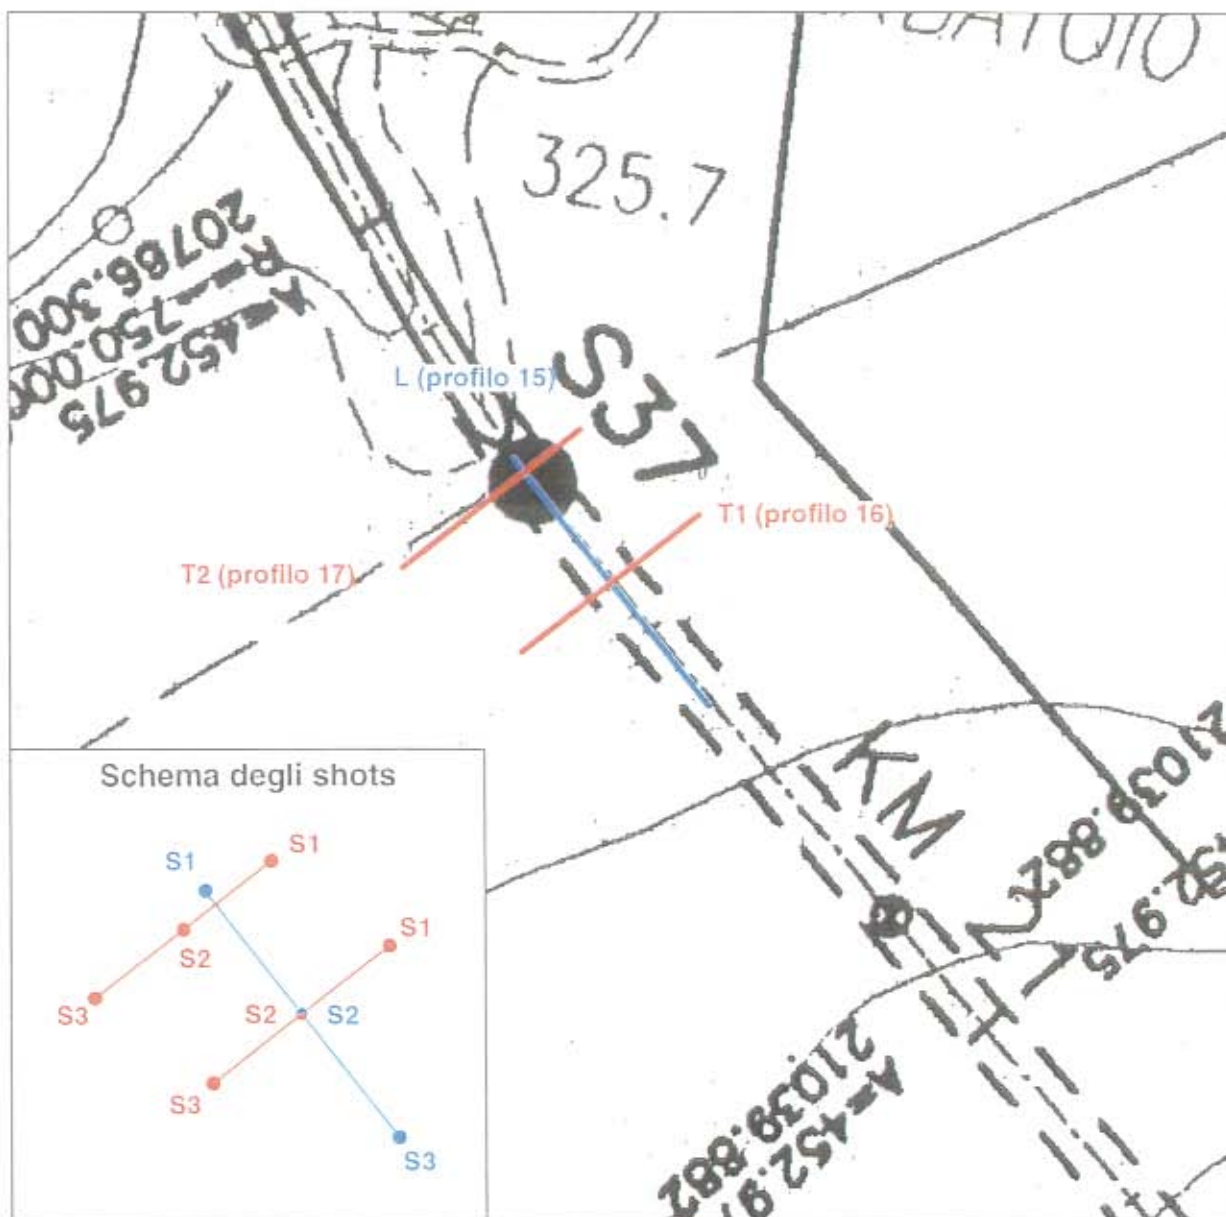 325.7
20786.300
R=-750.000
A=452.975
S37
L (profilo 15)
T1 (profilo 16)
T2 (profilo 17)
KM
21039.882
A=452.9
21039.882
Schema degli shots
S1
S1
S2
S1
S3
S2
S2
S3
S3